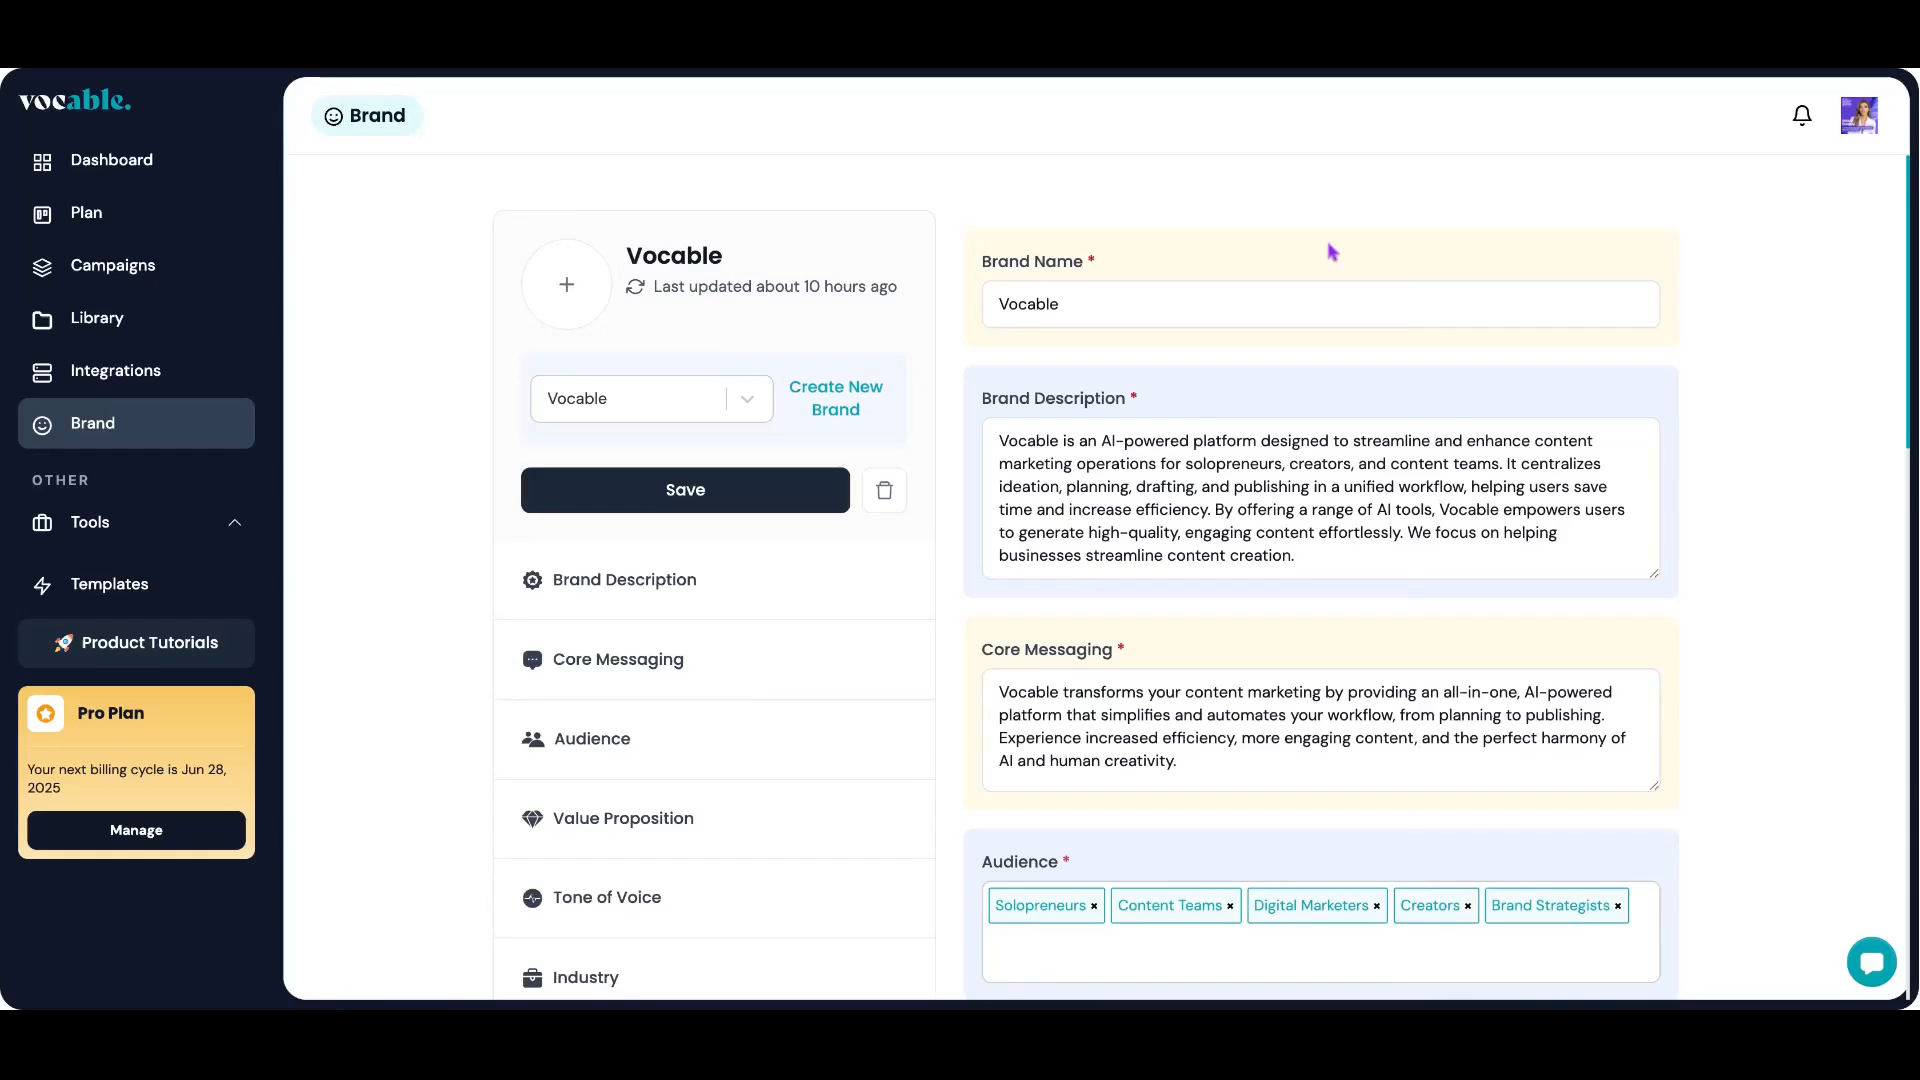 vocable.
Dashboard
Plan
Campaigns
Library
Integrations
Brand
OTHER
Tools
Templates
🚀 Product Tutorials
Pro Plan
Your next billing cycle is Jun 28,
2025
Manage
Brand
Vocable
Last updated about 10 hours ago
Vocable
Create New
Brand
Save
Brand Description
Core Messaging
Audience
Value Proposition
Tone of Voice
Industry
Brand Name *
Vocable
Brand Description *
Vocable is an AI-powered platform designed to streamline and enhance content
marketing operations for solopreneurs, creators, and content teams. It centralizes
ideation, planning, drafting, and publishing in a unified workflow, helping users save
time and increase efficiency. By offering a range of AI tools, Vocable empowers users
to generate high-quality, engaging content effortlessly. We focus on helping
businesses streamline content creation.
Core Messaging *
Vocable transforms your content marketing by providing an all-in-one, AI-powered
platform that simplifies and automates your workflow, from planning to publishing.
Experience increased efficiency, more engaging content, and the perfect harmony of
AI and human creativity.
Audience *
Solopreneurs × Content Teams × Digital Marketers × Creators × Brand Strategists ×